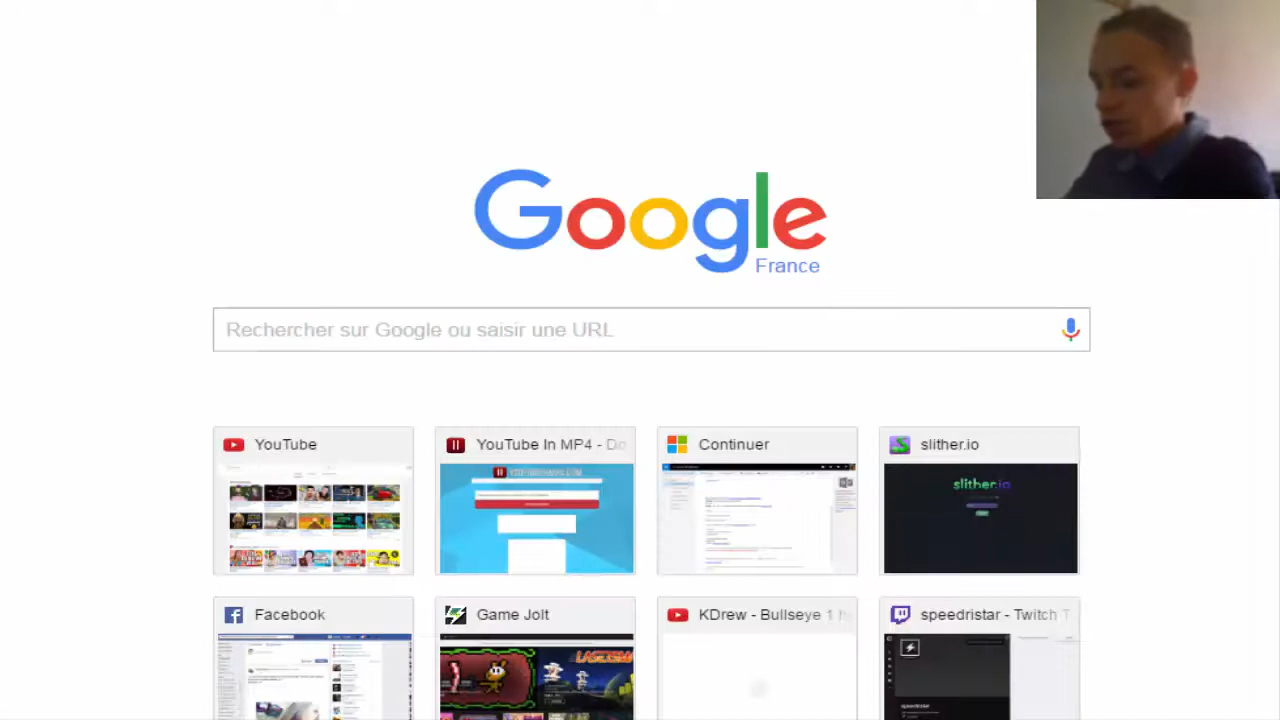 Google
France
Rechercher sur Google ou saisir une URL
YouTube
YouTube In MP4 - Do
Continuer
slither.io
slither.io
Facebook
Game Jolt
KDrew - Bullseye 1 h
speedristar - Twitch T
speedristar